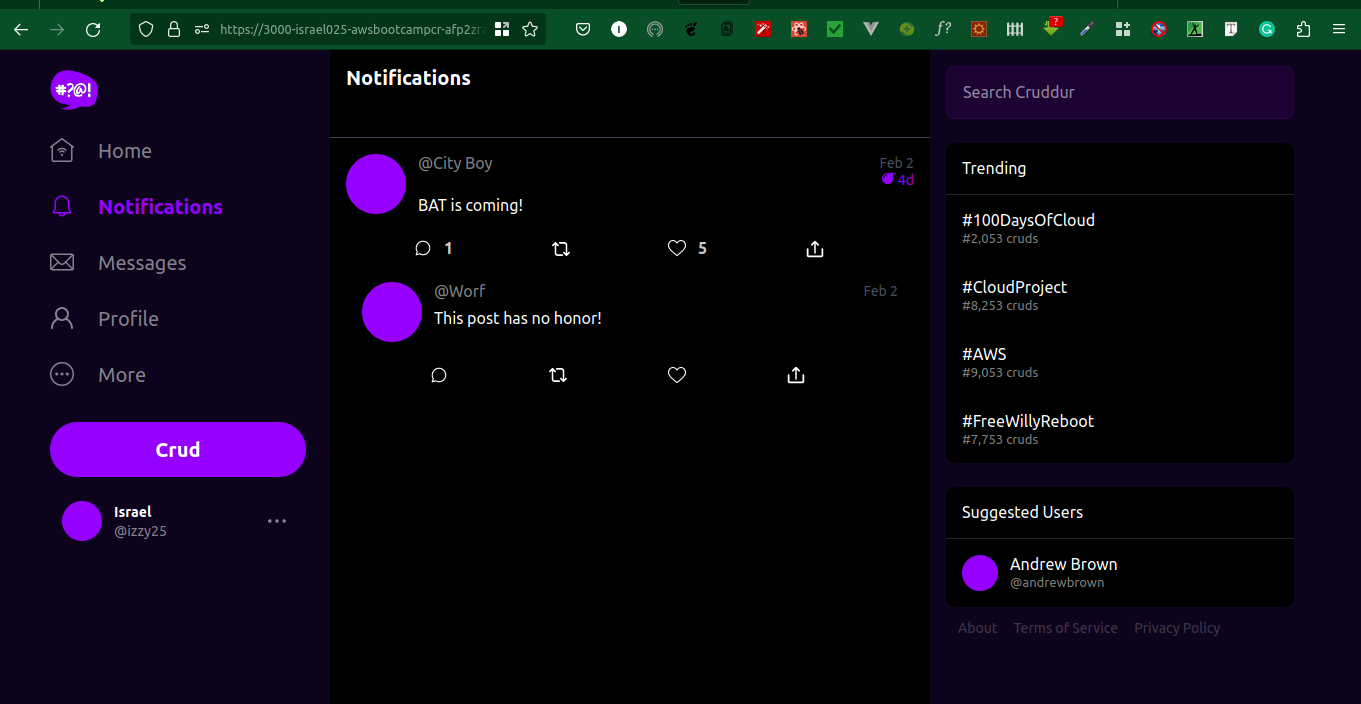 https://3000-israel025-awsbootcampcr-afp2zra
#?@!
Home
Notifications
Messages
Profile
More
Crud
Israel
@izzy25
Notifications
@City Boy
Feb 2
4d
BAT is coming!
1
5
@Worf
Feb 2
This post has no honor!
Search Cruddur
Trending
#100DaysOfCloud
#2,053 cruds
#CloudProject
#8,253 cruds
#AWS
#9,053 cruds
#FreeWillyReboot
#7,753 cruds
Suggested Users
Andrew Brown
@andrewbrown
About Terms of Service Privacy Policy